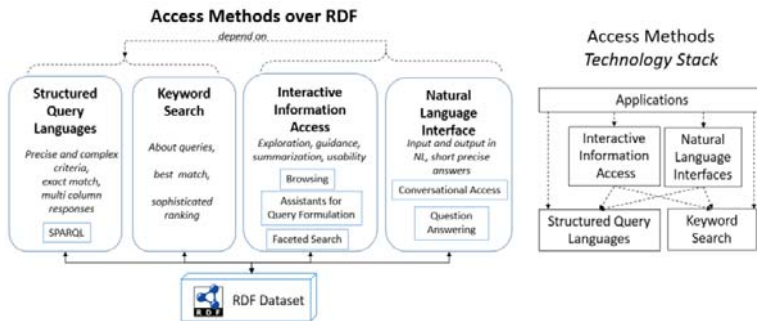 Access Methods over RDF
depend on
Structured
Query
Languages
Precise and complex
criteria,
exact match,
multi column
responses
SPARQL
Keyword
Search
About queries,
best match,
sophisticated
ranking
Interactive
Information
Access
Exploration, guidance,
summarization, usability
Browsing
Assistants for
Query Formulation
Faceted Search
Natural
Language
Interface
Input and output in
NL, short precise
answers
Conversational Access
Question
Answering
RDF
RDF Dataset
Access Methods
Technology Stack
Applications
Interactive
Information
Access
Natural
Language
Interfaces
Structured Query
Languages
Keyword
Search